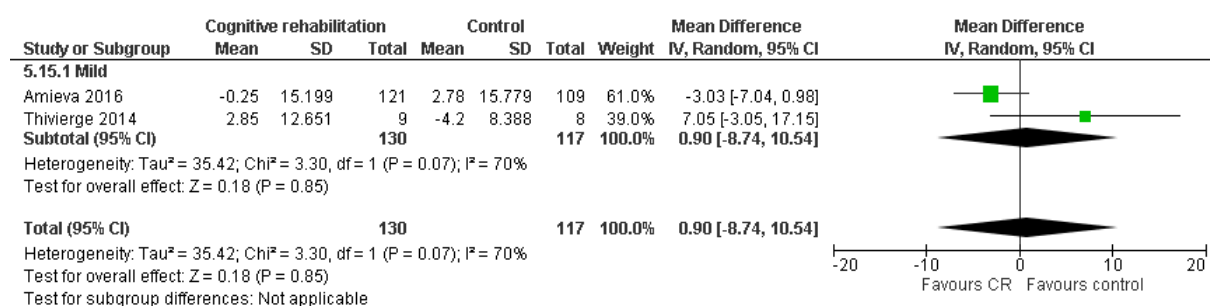 Cognitive rehabilitation Control Mean Difference Mean Difference
Study or Subgroup Mean SD Total Mean SD Total Weight IV, Random, 95% CI IV, Random, 95% CI
5.15.1 Mild
Amieva 2016 -0.25 15.199 121 2.78 15.779 109 61.0% -3.03 [-7.04, 0.98]
Thivierge 2014 2.85 12.651 9 -4.2 8.388 8 39.0% 7.05 [-3.05, 17.15]
Subtotal (95% CI) 130 117 100.0% 0.90 [-8.74, 10.54]
Heterogeneity: Tau² = 35.42; Chi² = 3.30, df = 1 (P = 0.07); I² = 70%
Test for overall effect: Z = 0.18 (P = 0.85)
Total (95% CI) 130 117 100.0% 0.90 [-8.74, 10.54]
Heterogeneity: Tau² = 35.42; Chi² = 3.30, df = 1 (P = 0.07); I² = 70%
Test for overall effect: Z = 0.18 (P = 0.85)
Test for subgroup differences: Not applicable
-20 -10 0 10 20
Favours CR Favours control